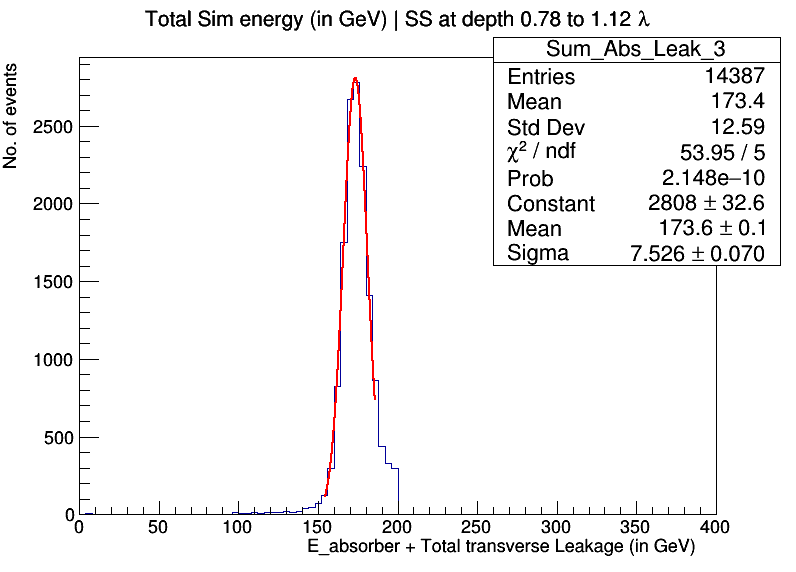 Total Sim energy (in GeV) | SS at depth 0.78 to 1.12 λ
Sum_Abs_Leak_3
Entries 14387
Mean 173.4
Std Dev 12.59
χ² / ndf 53.95 / 5
Prob 2.148e−10
Constant 2808 ± 32.6
Mean 173.6 ± 0.1
Sigma 7.526 ± 0.070
No. of events
2500
2000
1500
1000
500
0
0 50 100 150 200 250 300 350 400
E_absorber + Total transverse Leakage (in GeV)